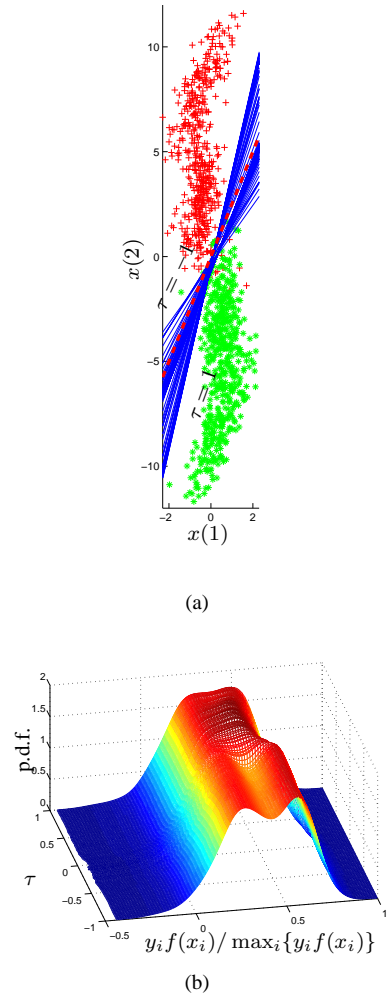 10
5
0
−5
−10
x(2)
τ = −1
τ = 1
−2
0
2
x(1)
(a)
2
1.5
1
0.5
0
p.d.f.
1
0.5
0
−0.5
−1
τ
−0.5
0
0.5
1
y_i f(x_i)/ max_i{y_i f(x_i)}
(b)